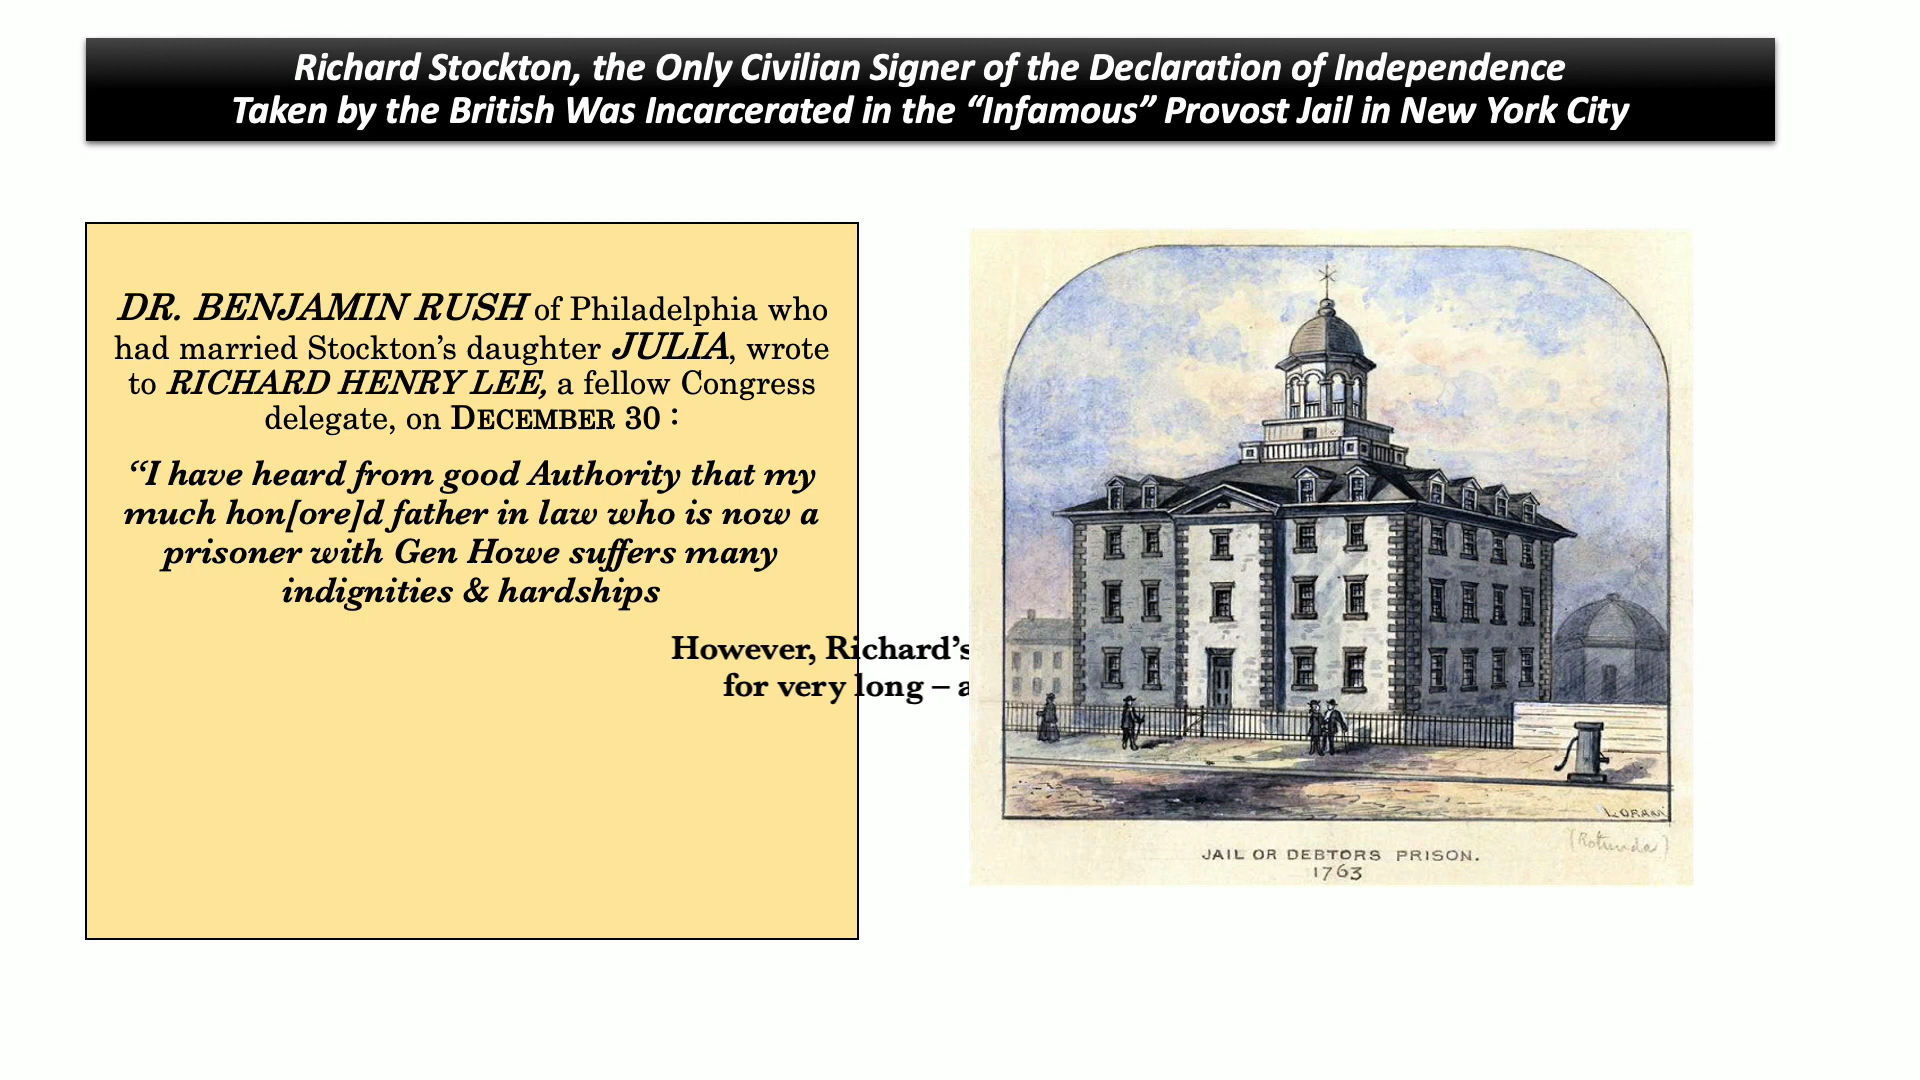 Richard Stockton, the Only Civilian Signer of the Declaration of Independence
Taken by the British Was Incarcerated in the “Infamous” Provost Jail in New York City
DR. BENJAMIN RUSH of Philadelphia who
had married Stockton’s daughter JULIA, wrote
to RICHARD HENRY LEE, a fellow Congress
delegate, on DECEMBER 30 :
“I have heard from good Authority that my
much hon[ore]d father in law who is now a
prisoner with Gen Howe suffers many
indignities & hardships
However, Richard’s
for very long – a
(Rotunda)
JAIL OR DEBTORS PRISON.
1763